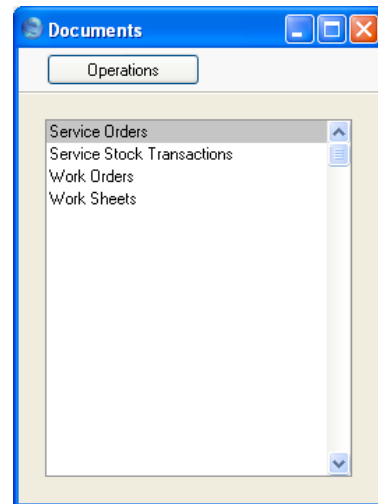 Documents
Operations
Service Orders
Service Stock Transactions
Work Orders
Work Sheets